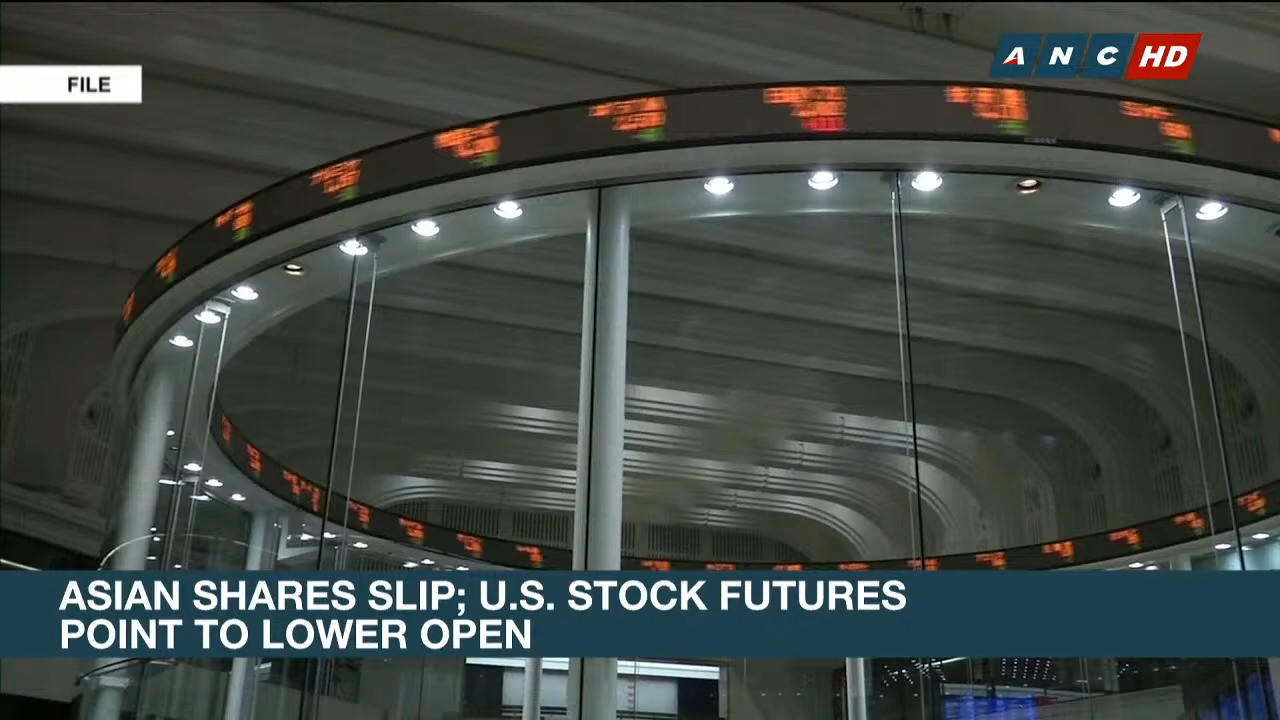 ANC HD
FILE
ASIAN SHARES SLIP; U.S. STOCK FUTURES
POINT TO LOWER OPEN